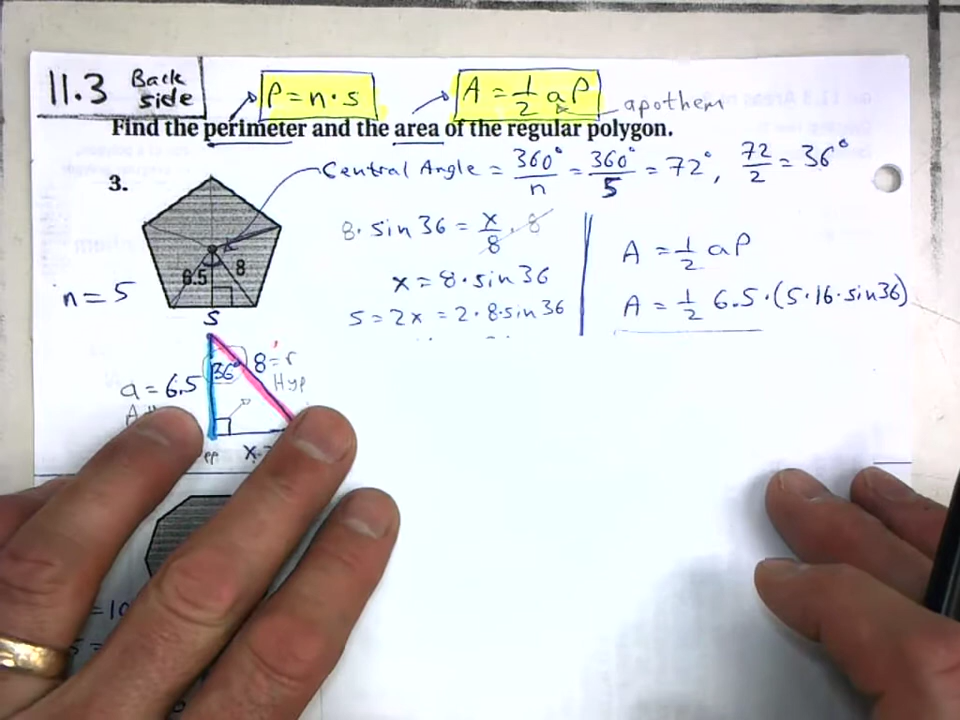 11.3 Back side
P = n · s
A = 1/2 aP
apothem
Find the perimeter and the area of the regular polygon.
Central Angle = 360°/n = 360°/5 = 72°, 72/2 = 36°
3.
6.5
8
n = 5
s
8 · sin 36 = x/8 · 8
x = 8 · sin 36
s = 2x = 2 · 8 · sin 36
A = 1/2 aP
A = 1/2 6.5 · (5 · 16 · sin 36)
36°
8 = r
Hyp
a = 6.5
x
= 10